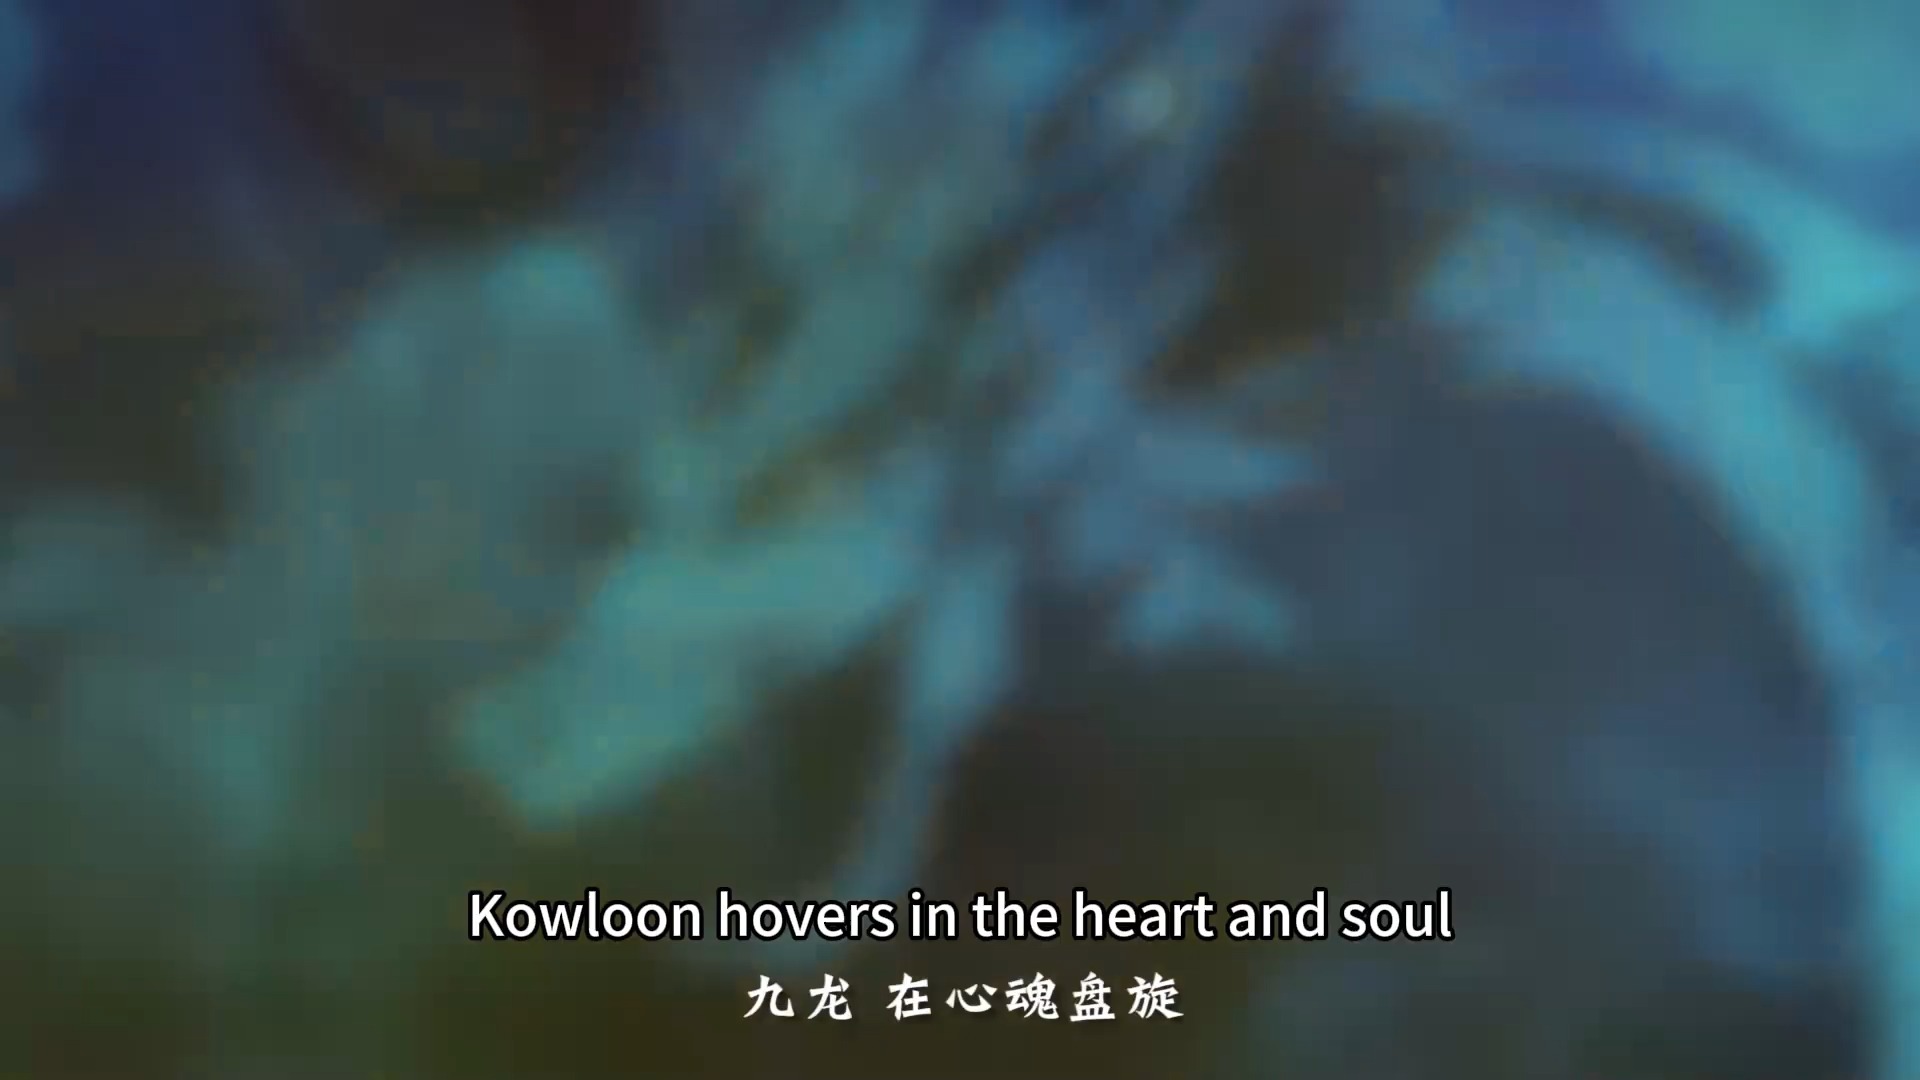 Kowloon hovers in the heart and soul
九龙 在心魂盘旋